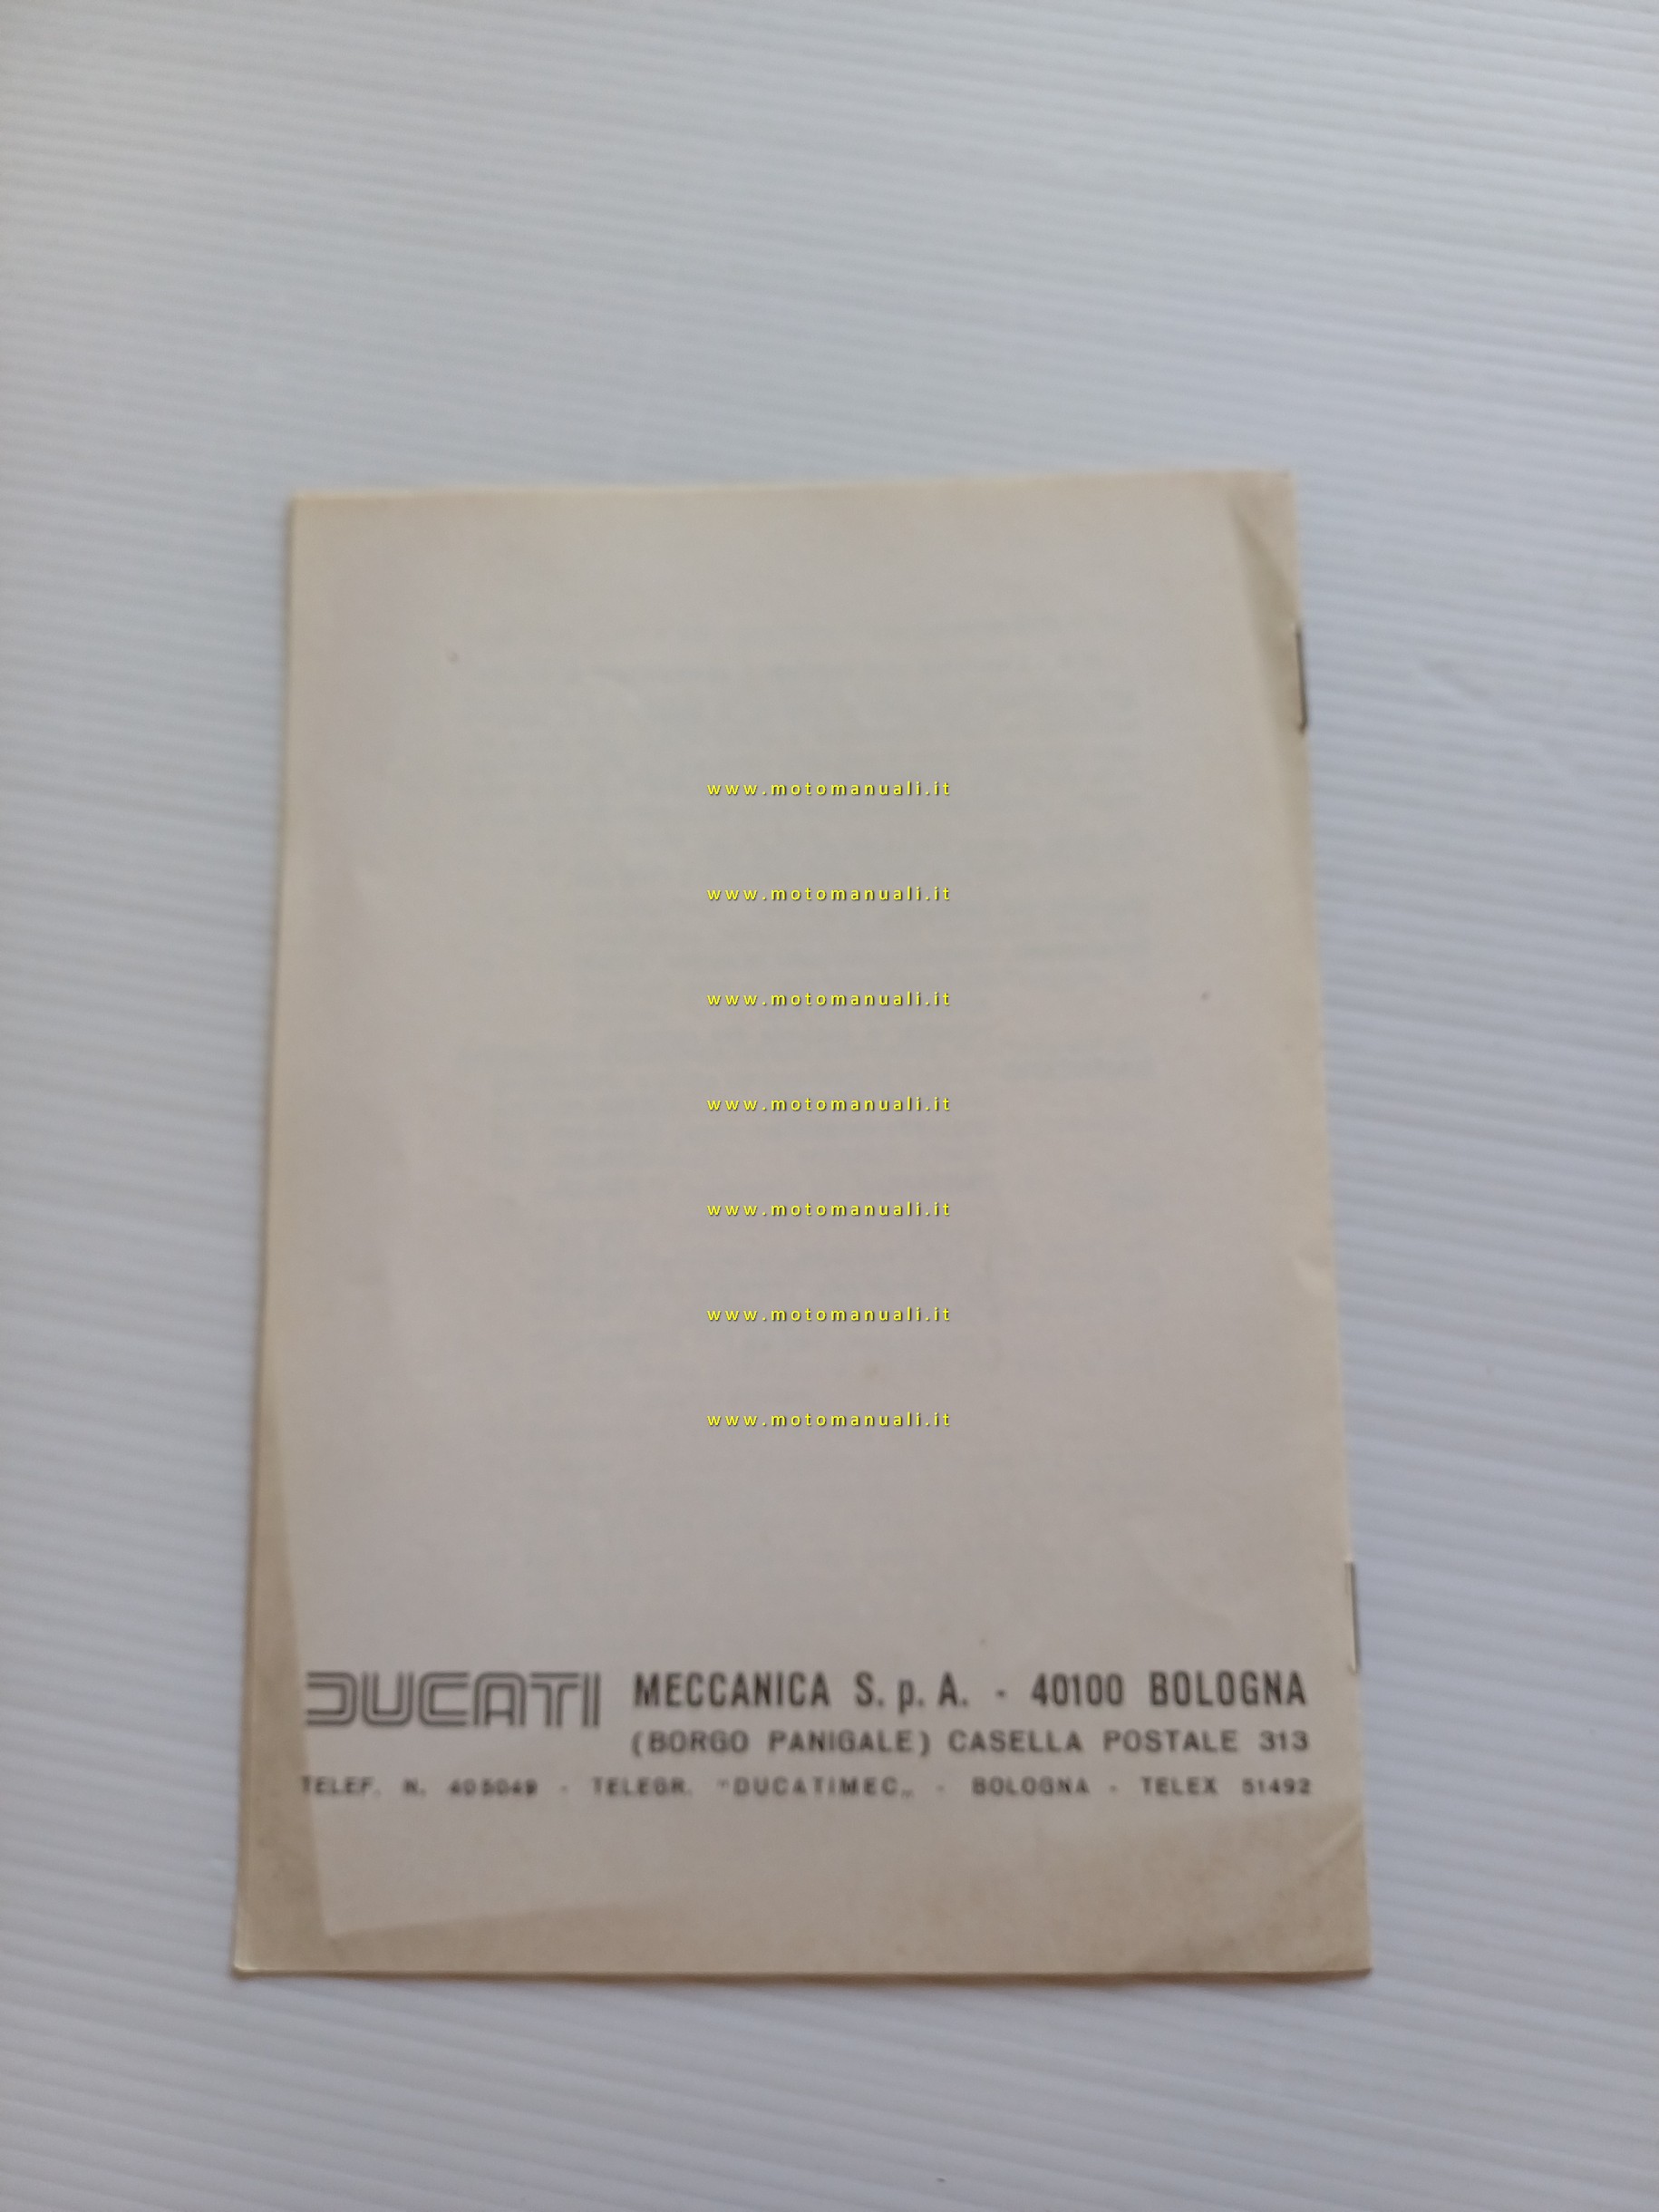 www.motomanuali.it
www.motomanuali.it
www.motomanuali.it
www.motomanuali.it
www.motomanuali.it
www.motomanuali.it
www.motomanuali.it
DUCATI MECCANICA S. p. A. - 40100 BOLOGNA
(BORGO PANIGALE) CASELLA POSTALE 313
TELEF. N. 405049 - TELEGR. "DUCATIMEC„ - BOLOGNA - TELEX 51492